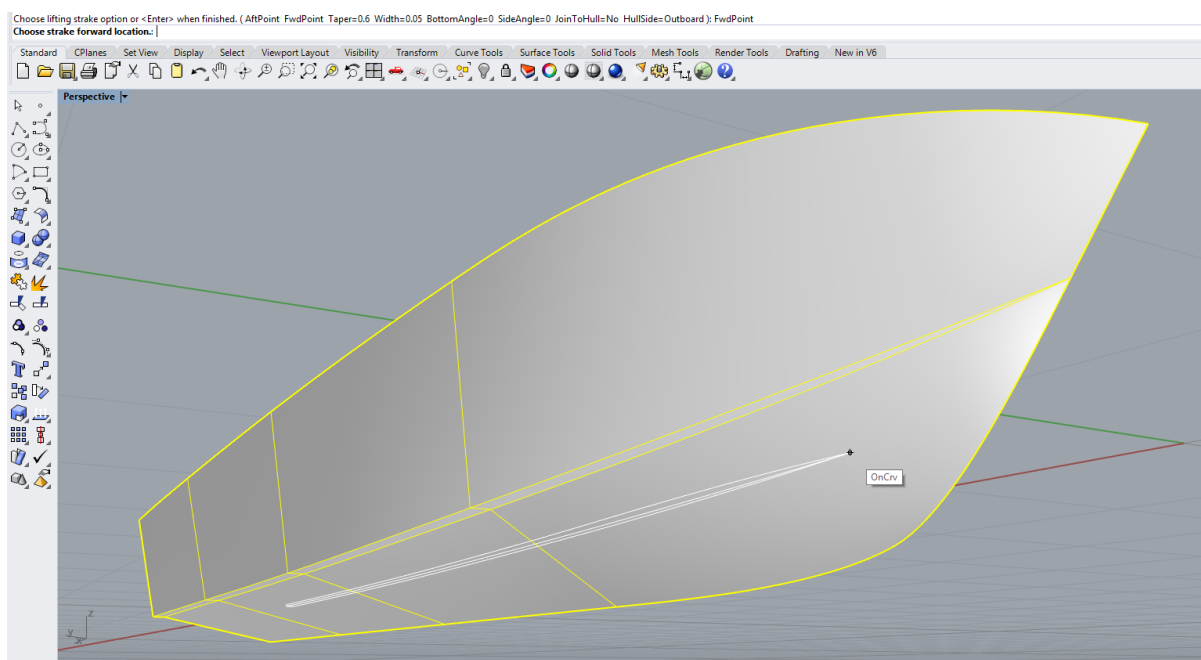 Choose lifting strake option or <Enter> when finished. ( AftPoint  FwdPoint  Taper=0.6  Width=0.05  BottomAngle=0  SideAngle=0  JoinToHull=No  HullSide=Outboard ): FwdPoint
Choose strake forward location.:
Standard CPlanes Set View Display Select Viewport Layout Visibility Transform Curve Tools Surface Tools Solid Tools Mesh Tools Render Tools Drafting New in V6
Perspective
OnCrv
z
y
x